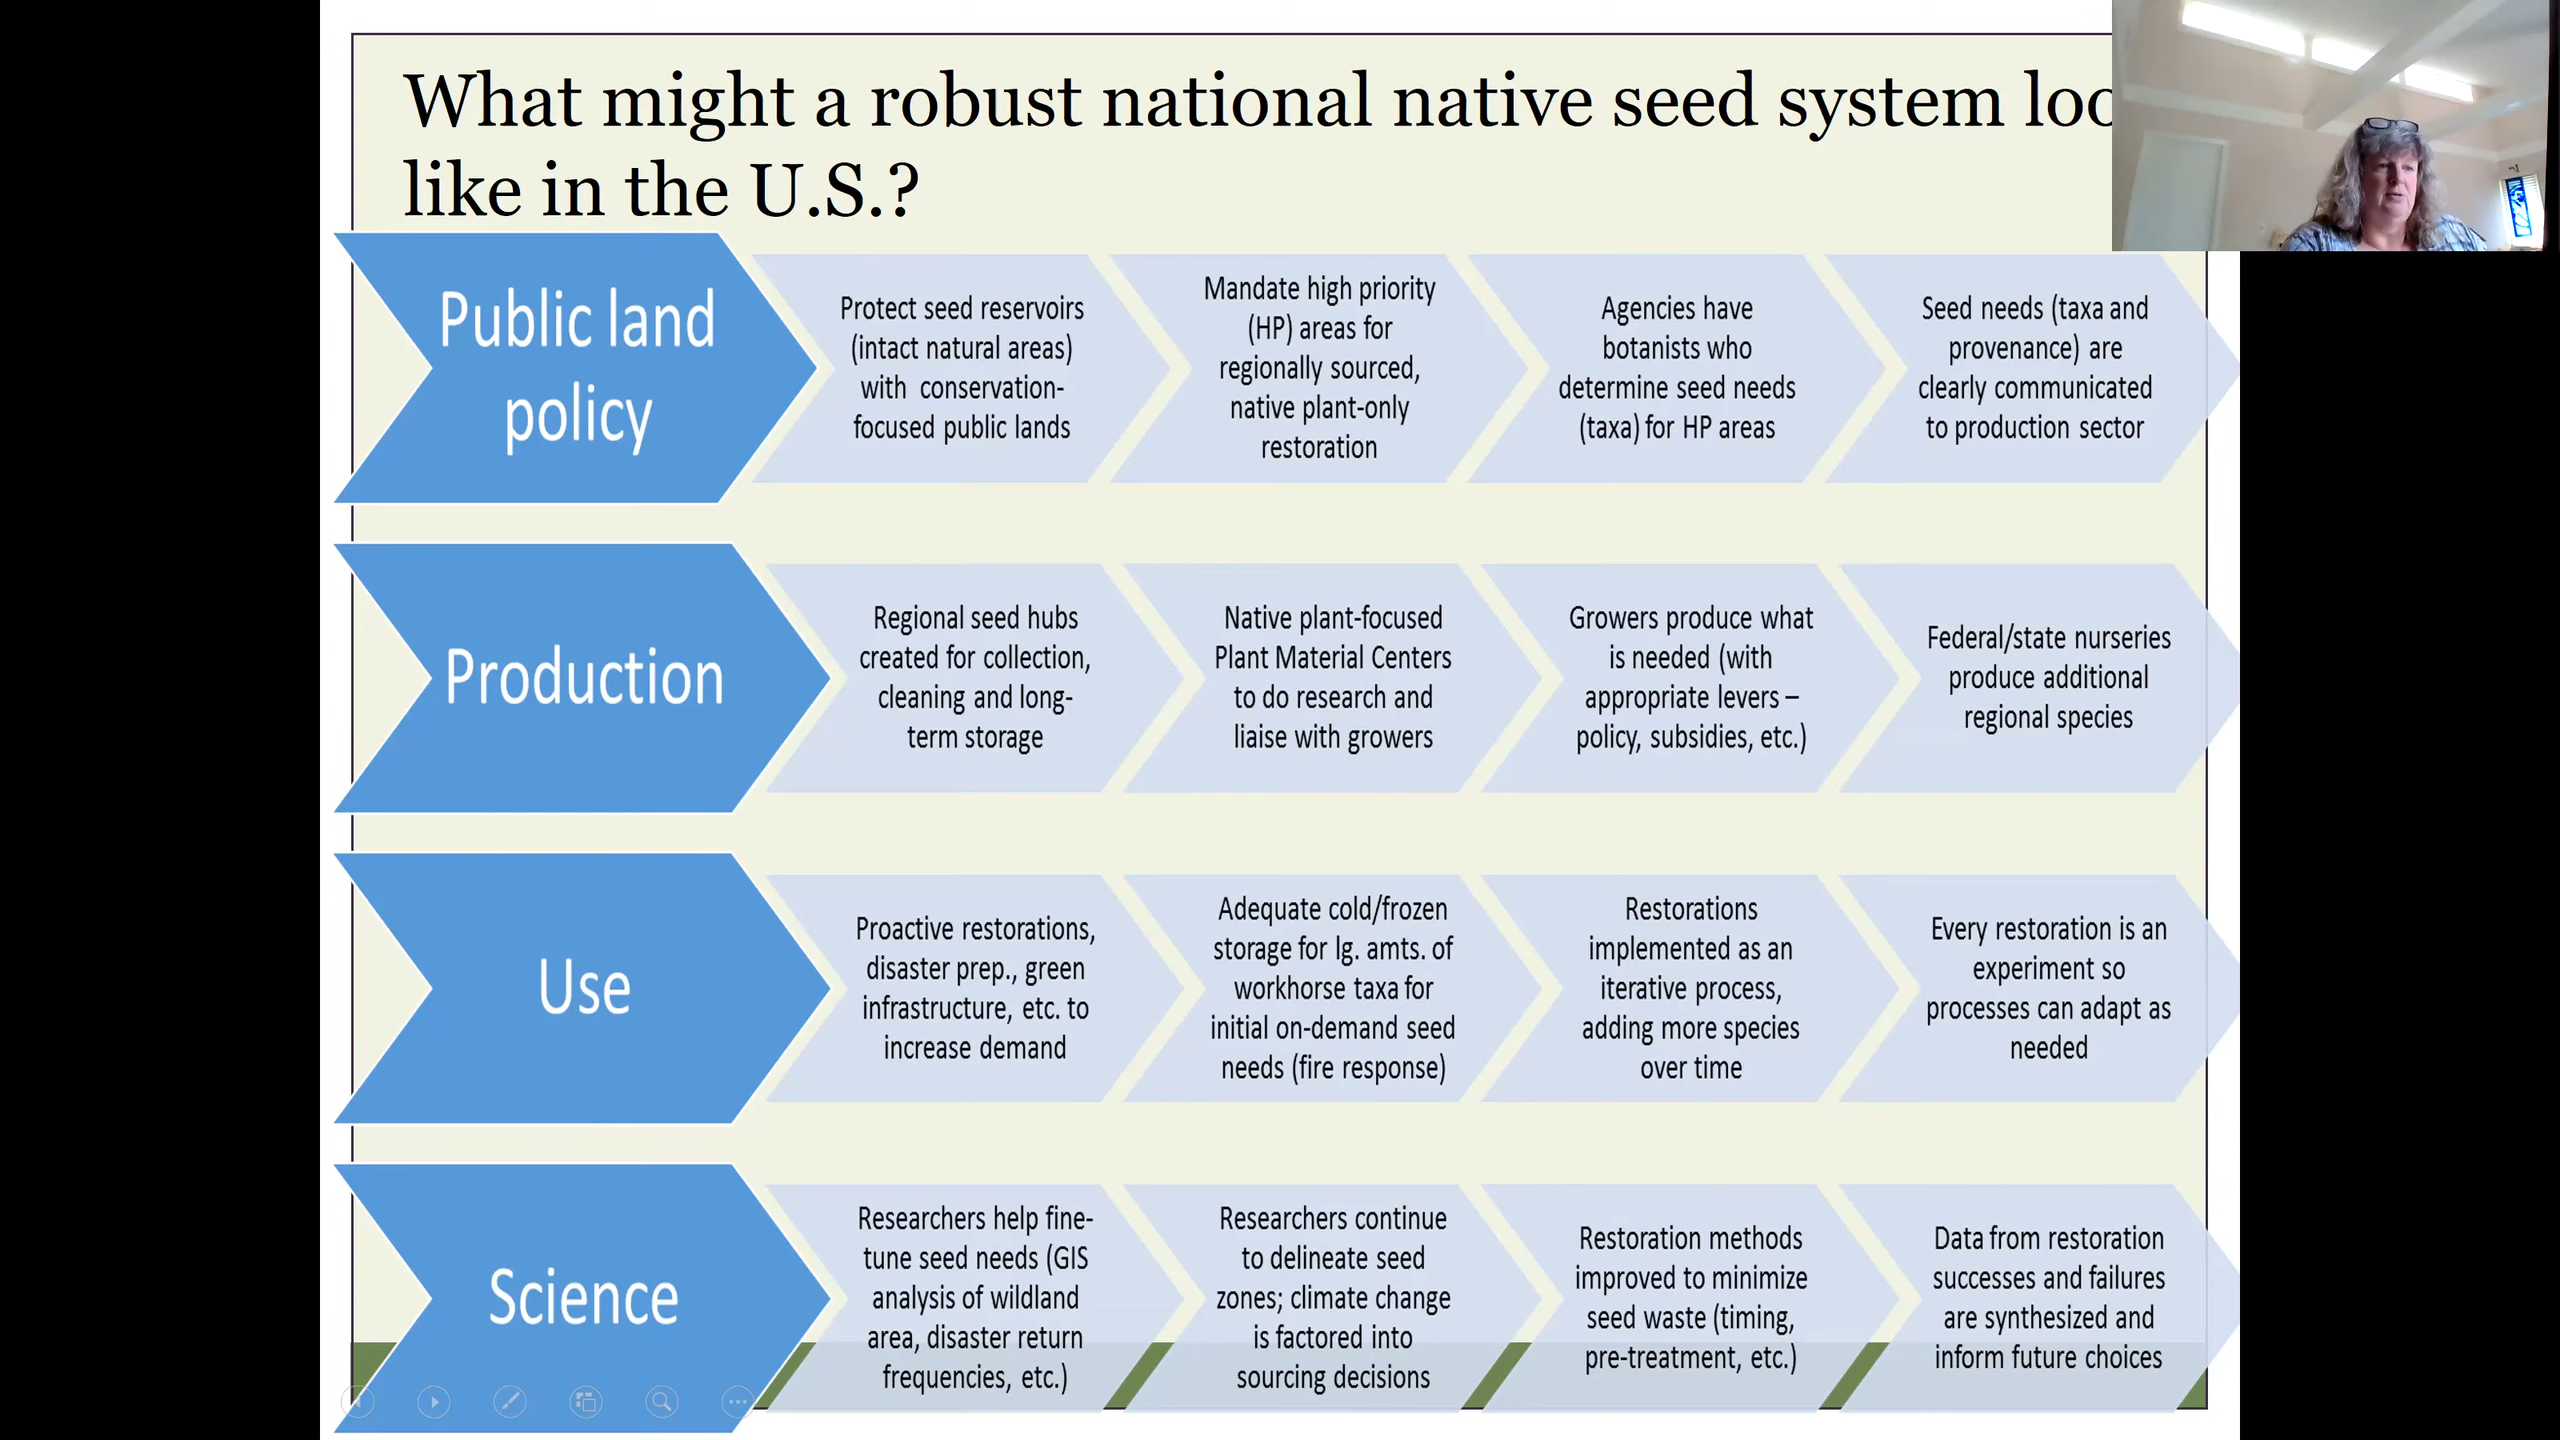 What might a robust national native seed system loo
like in the U.S.?
Public land
policy
Protect seed reservoirs
(intact natural areas)
with conservation-
focused public lands
Mandate high priority
(HP) areas for
regionally sourced,
native plant-only
restoration
Agencies have
botanists who
determine seed needs
(taxa) for HP areas
Seed needs (taxa and
provenance) are
clearly communicated
to production sector
Production
Regional seed hubs
created for collection,
cleaning and long-
term storage
Native plant-focused
Plant Material Centers
to do research and
liaise with growers
Growers produce what
is needed (with
appropriate levers –
policy, subsidies, etc.)
Federal/state nurseries
produce additional
regional species
Use
Proactive restorations,
disaster prep., green
infrastructure, etc. to
increase demand
Adequate cold/frozen
storage for lg. amts. of
workhorse taxa for
initial on-demand seed
needs (fire response)
Restorations
implemented as an
iterative process,
adding more species
over time
Every restoration is an
experiment so
processes can adapt as
needed
Science
Researchers help fine-
tune seed needs (GIS
analysis of wildland
area, disaster return
frequencies, etc.)
Researchers continue
to delineate seed
zones; climate change
is factored into
sourcing decisions
Restoration methods
improved to minimize
seed waste (timing,
pre-treatment, etc.)
Data from restoration
successes and failures
are synthesized and
inform future choices